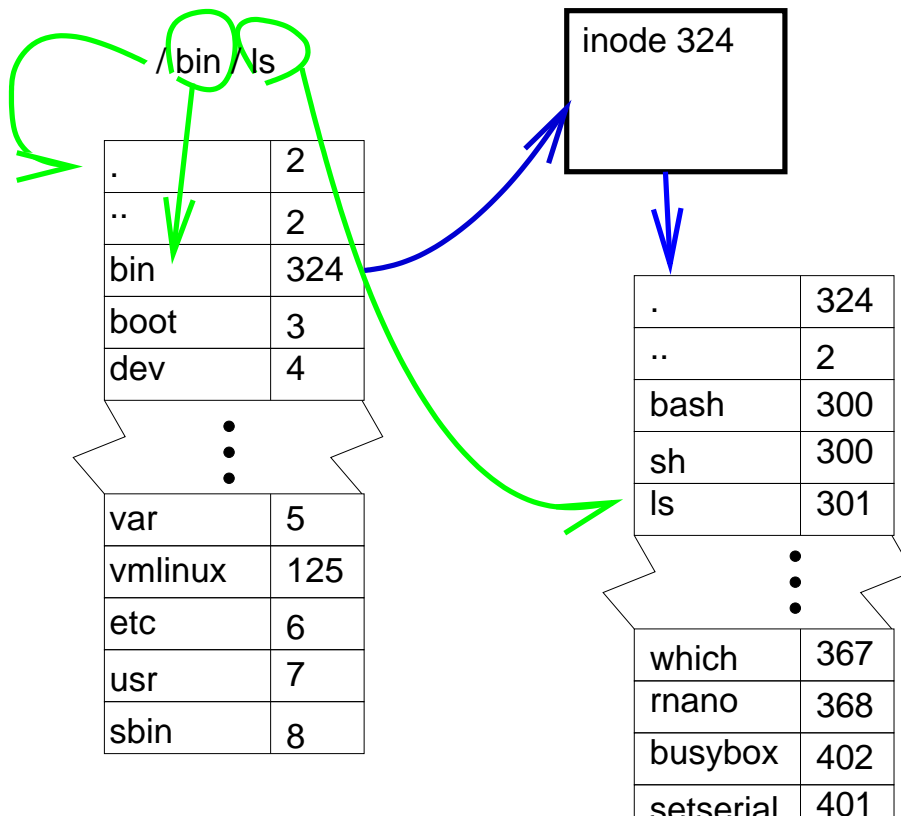 / bin / ls
inode 324
. 2
.. 2
bin 324
boot 3
dev 4
var 5
vmlinux 125
etc 6
usr 7
sbin 8
. 324
.. 2
bash 300
sh 300
ls 301
which 367
rnano 368
busybox 402
setserial 401